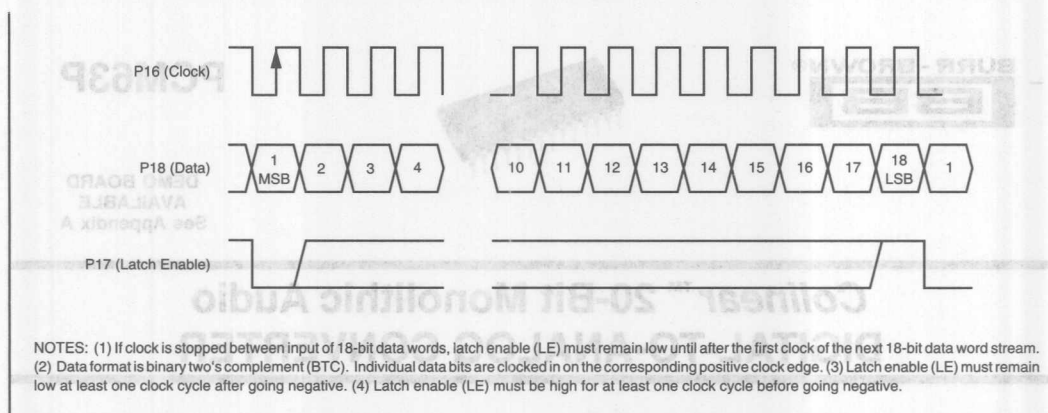 P16 (Clock)
P18 (Data)
1
MSB
2
3
4
10
11
12
13
14
15
16
17
18
LSB
1
P17 (Latch Enable)
PCM63P
BURR-BROWN®
BB
DEMO BOARD
AVAILABLE
See Appendix A
Colinear™ 20-Bit Monolithic Audio
DIGITAL-TO-ANALOG CONVERTER
NOTES: (1) If clock is stopped between input of 18-bit data words, latch enable (LE) must remain low until after the first clock of the next 18-bit data word stream.
(2) Data format is binary two's complement (BTC). Individual data bits are clocked in on the corresponding positive clock edge. (3) Latch enable (LE) must remain
low at least one clock cycle after going negative. (4) Latch enable (LE) must be high for at least one clock cycle before going negative.